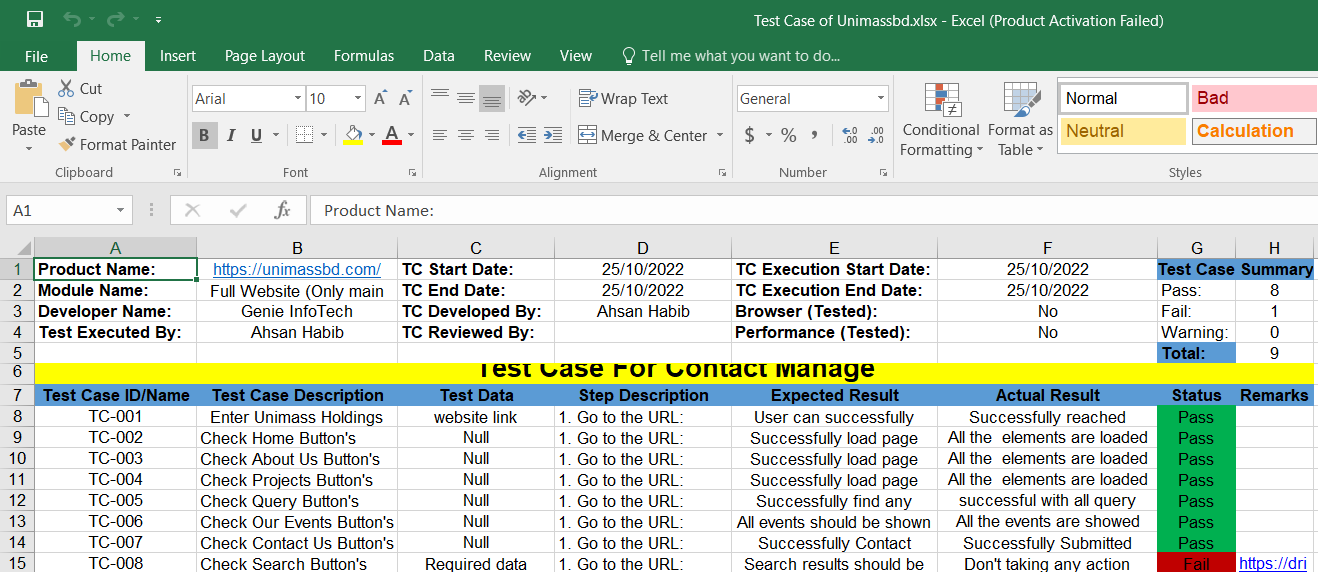 Test Case of Unimassbd.xlsx - Excel (Product Activation Failed)
File Home Insert Page Layout Formulas Data Review View Tell me what you want to do...
Paste Cut Copy Format Painter
Clipboard
Arial 10 A A
B I U A
Font
Wrap Text
Merge & Center
Alignment
General
$ % , .00 .00
Number
Conditional Formatting
Format as Table
Normal Bad
Neutral Calculation
Styles
A1 fx Product Name:
A B C D E F G H
1 Product Name: https://unimassbd.com/ TC Start Date: 25/10/2022 TC Execution Start Date: 25/10/2022 Test Case Summary
2 Module Name: Full Website (Only main TC End Date: 25/10/2022 TC Execution End Date: 25/10/2022 Pass: 8
3 Developer Name: Genie InfoTech TC Developed By: Ahsan Habib Browser (Tested): No Fail: 1
4 Test Executed By: Ahsan Habib TC Reviewed By: Performance (Tested): No Warning: 0
5 Total: 9
6 Test Case For Contact Manage
7 Test Case ID/Name Test Case Description Test Data Step Description Expected Result Actual Result Status Remarks
8 TC-001 Enter Unimass Holdings website link 1. Go to the URL: User can successfully Successfully reached Pass
9 TC-002 Check Home Button's Null 1. Go to the URL: Successfully load page All the elements are loaded Pass
10 TC-003 Check About Us Button's Null 1. Go to the URL: Successfully load page All the elements are loaded Pass
11 TC-004 Check Projects Button's Null 1. Go to the URL: Successfully load page All the elements are loaded Pass
12 TC-005 Check Query Button's Null 1. Go to the URL: Successfully find any successful with all query Pass
13 TC-006 Check Our Events Button's Null 1. Go to the URL: All events should be shown All the events are showed Pass
14 TC-007 Check Contact Us Button's Null 1. Go to the URL: Successfully Contact Successfully Submitted Pass
15 TC-008 Check Search Button's Required data 1. Go to the URL: Search results should be Don't taking any action Fail https://dri